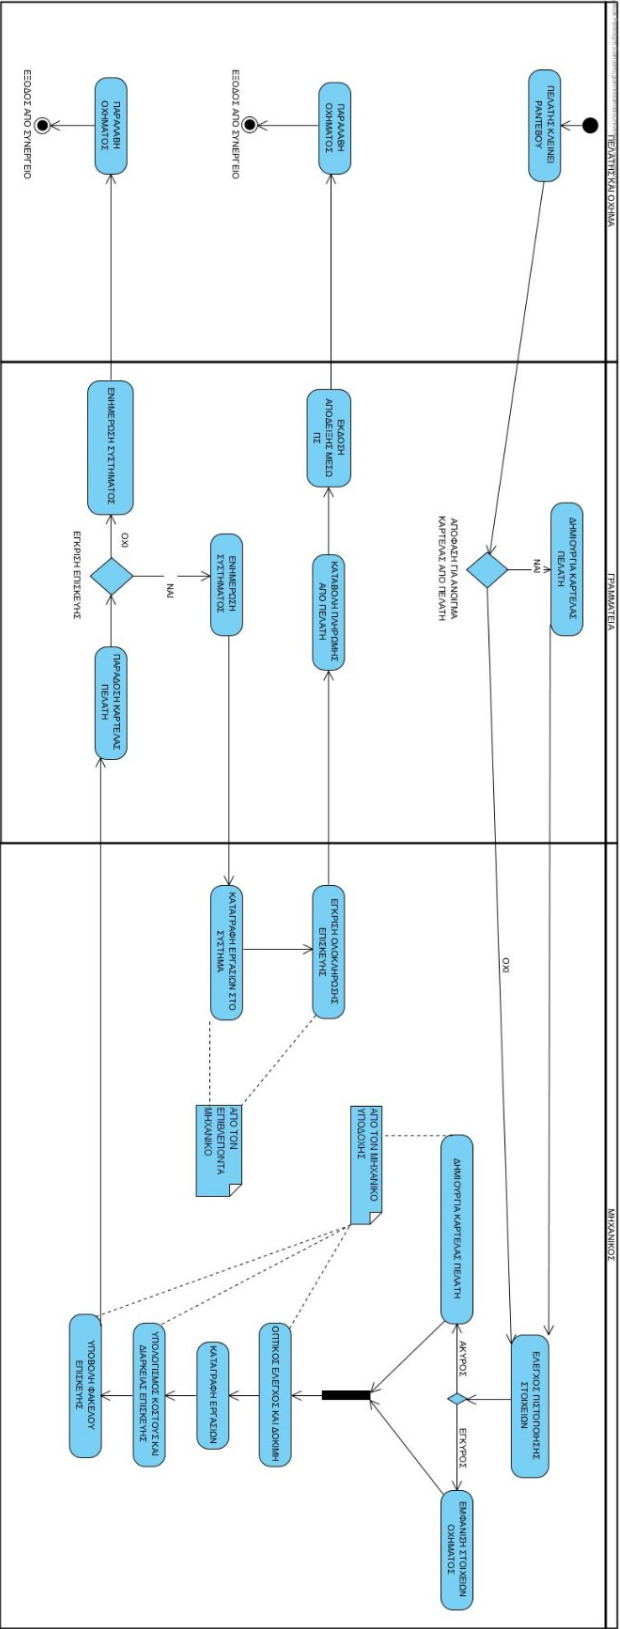 ΠΕΛΑΤΗΣ ΚΑΙ ΟΧΗΜΑ
ΓΡΑΜΜΑΤΕΙΑ
ΜΗΧΑΝΙΚΟΣ
ΠΕΛΑΤΗΣ ΚΛΕΙΝΕΙ
ΡΑΝΤΕΒΟΥ
ΔΗΜΙΟΥΡΓΙΑ ΚΑΡΤΕΛΑΣ
ΠΕΛΑΤΗ
ΝΑΙ
ΑΠΟΦΑΣΗ ΓΙΑ ΑΝΟΙΓΜΑ
ΚΑΡΤΕΛΑΣ ΑΠΟ ΠΕΛΑΤΗ
ΟΧΙ
ΕΛΕΓΧΟΣ ΠΙΣΤΟΠΟΙΗΣΗΣ
ΣΤΟΙΧΕΙΩΝ
ΑΚΥΡΟΣ
ΕΓΚΥΡΟΣ
ΔΗΜΙΟΥΡΓΙΑ ΚΑΡΤΕΛΑΣ ΠΕΛΑΤΗ
ΕΜΦΑΝΙΣΗ ΣΤΟΙΧΕΙΩΝ
ΟΧΗΜΑΤΟΣ
ΑΠΟ ΤΟΝ ΜΗΧΑΝΙΚΟ
ΥΠΟΔΟΧΗΣ
ΠΑΡΑΛΑΒΗ
ΟΧΗΜΑΤΟΣ
ΕΞΟΔΟΣ ΑΠΟ ΣΥΝΕΡΓΕΙΟ
ΕΚΔΟΣΗ
ΑΠΟΔΕΙΞΗΣ ΜΕΣΩ
ΠΣ
ΚΑΤΑΒΟΛΗ ΠΛΗΡΩΜΗΣ
ΑΠΟ ΠΕΛΑΤΗ
ΕΓΚΡΙΣΗ ΟΛΟΚΛΗΡΩΣΗΣ
ΕΠΙΣΚΕΥΗΣ
ΟΠΤΙΚΟΣ ΕΛΕΓΧΟΣ ΚΑΙ ΔΟΚΙΜΗ
ΕΝΗΜΕΡΩΣΗ
ΣΥΣΤΗΜΑΤΟΣ
ΚΑΤΑΓΡΑΦΗ ΕΡΓΑΣΙΩΝ ΣΤΟ
ΣΥΣΤΗΜΑ
ΑΠΟ ΤΟΝ
ΕΠΙΒΛΕΠΟΝΤΑ
ΜΗΧΑΝΙΚΟ
ΚΑΤΑΓΡΑΦΗ ΕΡΓΑΣΙΩΝ
ΝΑΙ
ΥΠΟΛΟΓΙΣΜΟΣ ΚΟΣΤΟΥΣ ΚΑΙ
ΔΙΑΡΚΕΙΑΣ ΕΠΙΣΚΕΥΗΣ
ΠΑΡΑΛΑΒΗ
ΟΧΗΜΑΤΟΣ
ΕΞΟΔΟΣ ΑΠΟ ΣΥΝΕΡΓΕΙΟ
ΕΝΗΜΕΡΩΣΗ ΣΥΣΤΗΜΑΤΟΣ
ΟΧΙ
ΕΓΚΡΙΣΗ ΕΠΙΣΚΕΥΗΣ
ΠΑΡΑΔΟΣΗ ΚΑΡΤΕΛΑΣ
ΠΕΛΑΤΗ
ΥΠΟΒΟΛΗ ΦΑΚΕΛΟΥ
ΕΠΙΣΚΕΥΗΣ